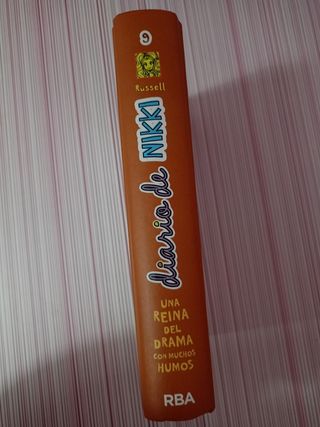 9
Russell
diario de NIKKI
UNA
REINA
DEL
DRAMA
CON MUCHOS
HUMOS
RBA